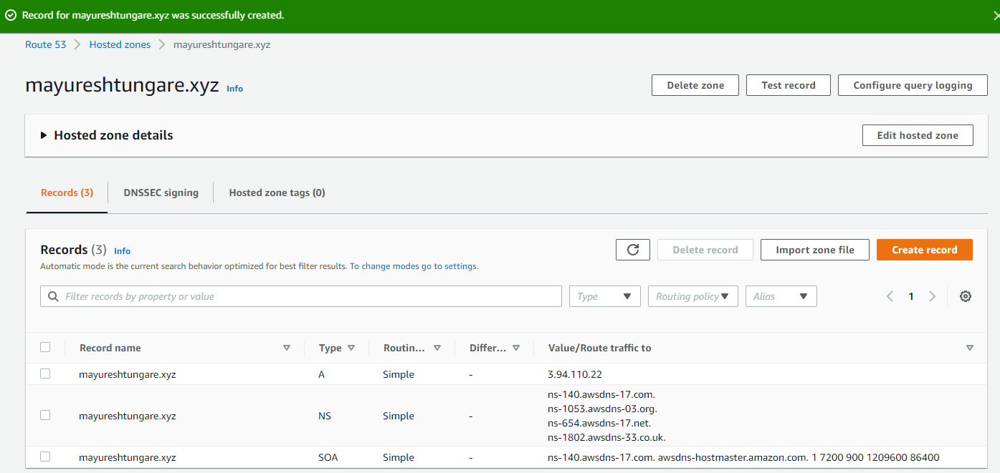 Record for mayureshtungare.xyz was successfully created.
Route 53 Hosted zones mayureshtungare.xyz
mayureshtungare.xyz Info Delete zone Test record Configure query logging
Hosted zone details Edit hosted zone
Records (3) DNSSEC signing Hosted zone tags (0)
Records (3) Info Delete record Import zone file Create record
Automatic mode is the current search behavior optimized for best filter results. To change modes go to settings.
Filter records by property or value Type Routing policy Alias 1
Record name Type Routin... Differ... Value/Route traffic to
mayureshtungare.xyz A Simple - 3.94.110.22
ns-140.awsdns-17.com.
ns-1053.awsdns-03.org.
mayureshtungare.xyz NS Simple -
ns-654.awsdns-17.net.
ns-1802.awsdns-33.co.uk.
mayureshtungare.xyz SOA Simple - ns-140.awsdns-17.com. awsdns-hostmaster.amazon.com. 1 7200 900 1209600 86400